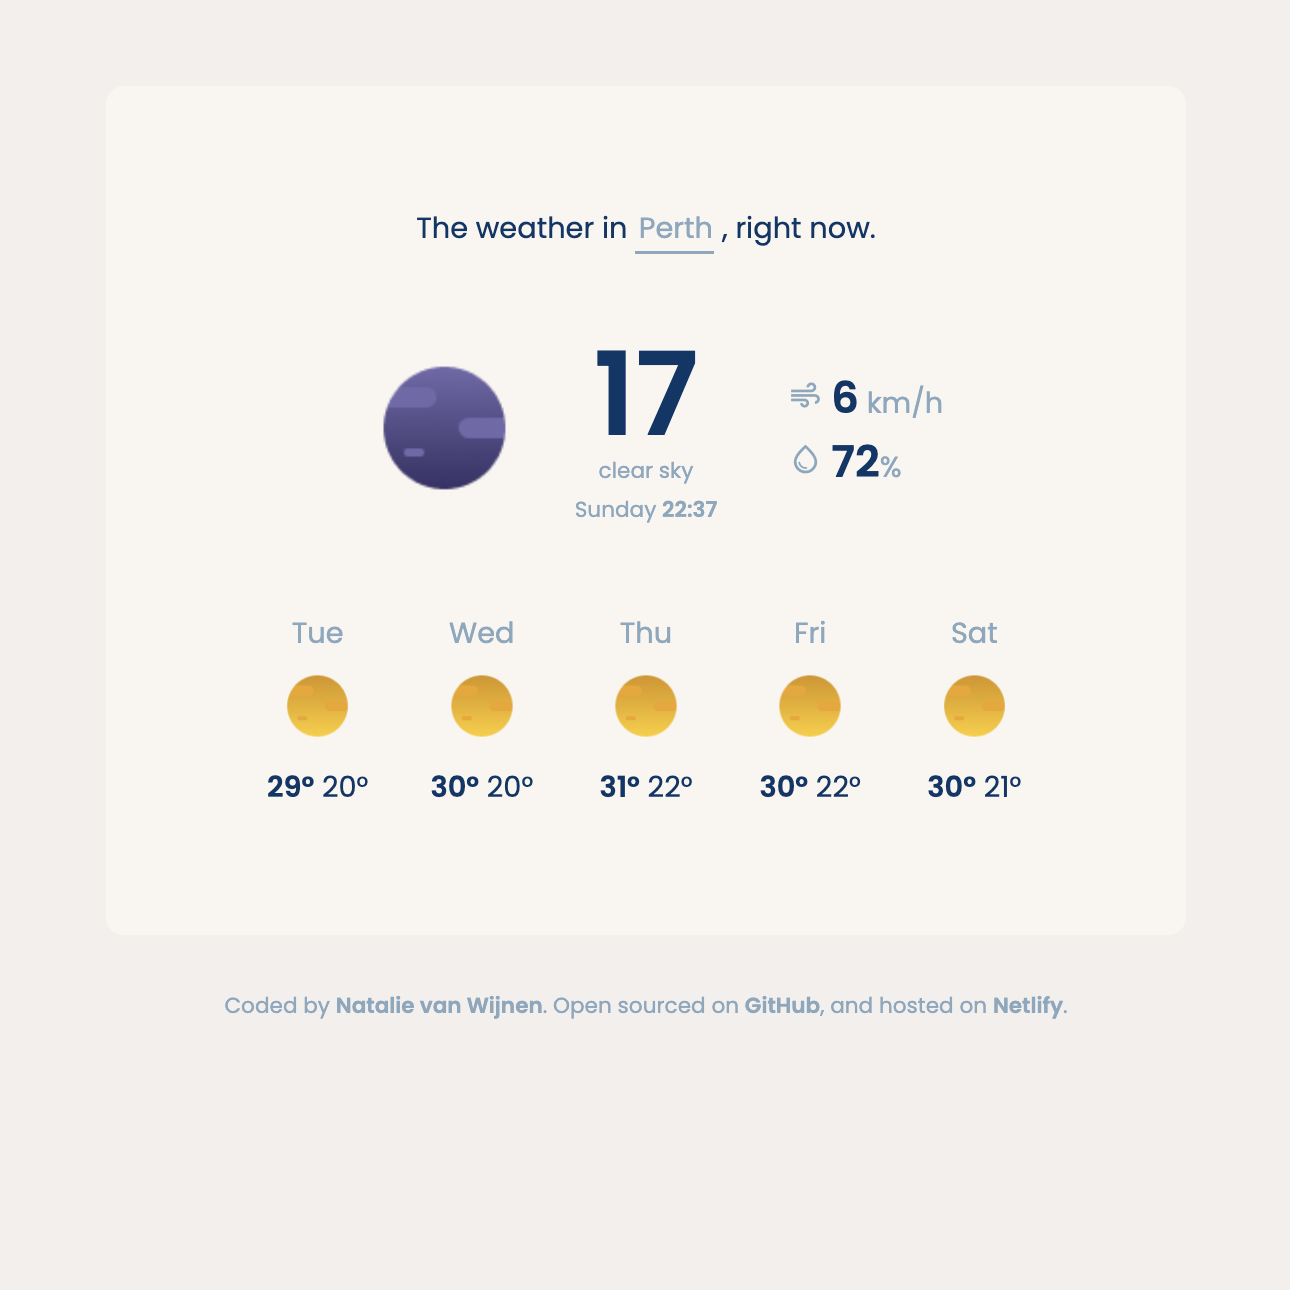 The weather in Perth , right now.
17
clear sky
Sunday 22:37
6 km/h
72%
Tue Wed Thu Fri Sat
29° 20° 30° 20° 31° 22° 30° 22° 30° 21°
Coded by Natalie van Wijnen. Open sourced on GitHub, and hosted on Netlify.